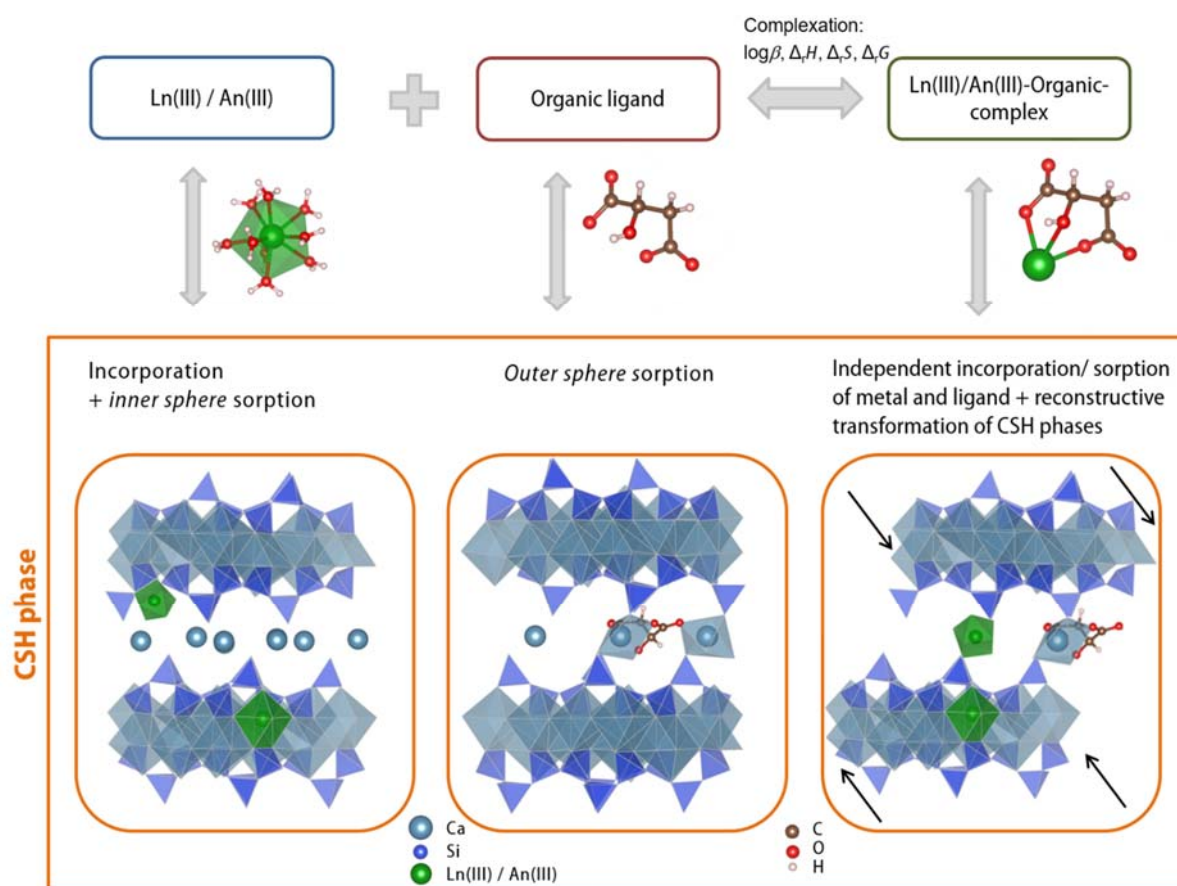 Complexation:
logβ, ΔᵣH, ΔᵣS, ΔᵣG
Ln(III) / An(III)
Organic ligand
Ln(III)/An(III)-Organic-
complex
Incorporation
+ inner sphere sorption
Outer sphere sorption
Independent incorporation/ sorption
of metal and ligand + reconstructive
transformation of CSH phases
CSH phase
Ca
Si
Ln(III) / An(III)
C
O
H